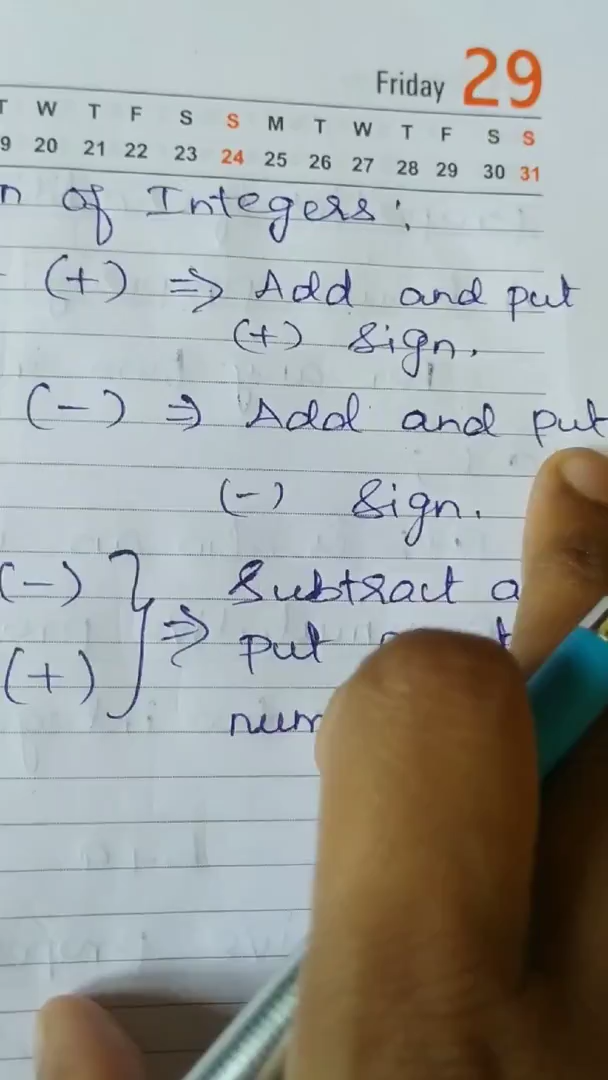 Friday 29
T W T F S S M T W T F S S
9 20 21 22 23 24 25 26 27 28 29 30 31
n of Integers:
(+) ⇒ Add and put
(+) Sign.
(-) ⇒ Add and put
(-) Sign.
(-) } ⇒ Subtract a
put
(+)
num